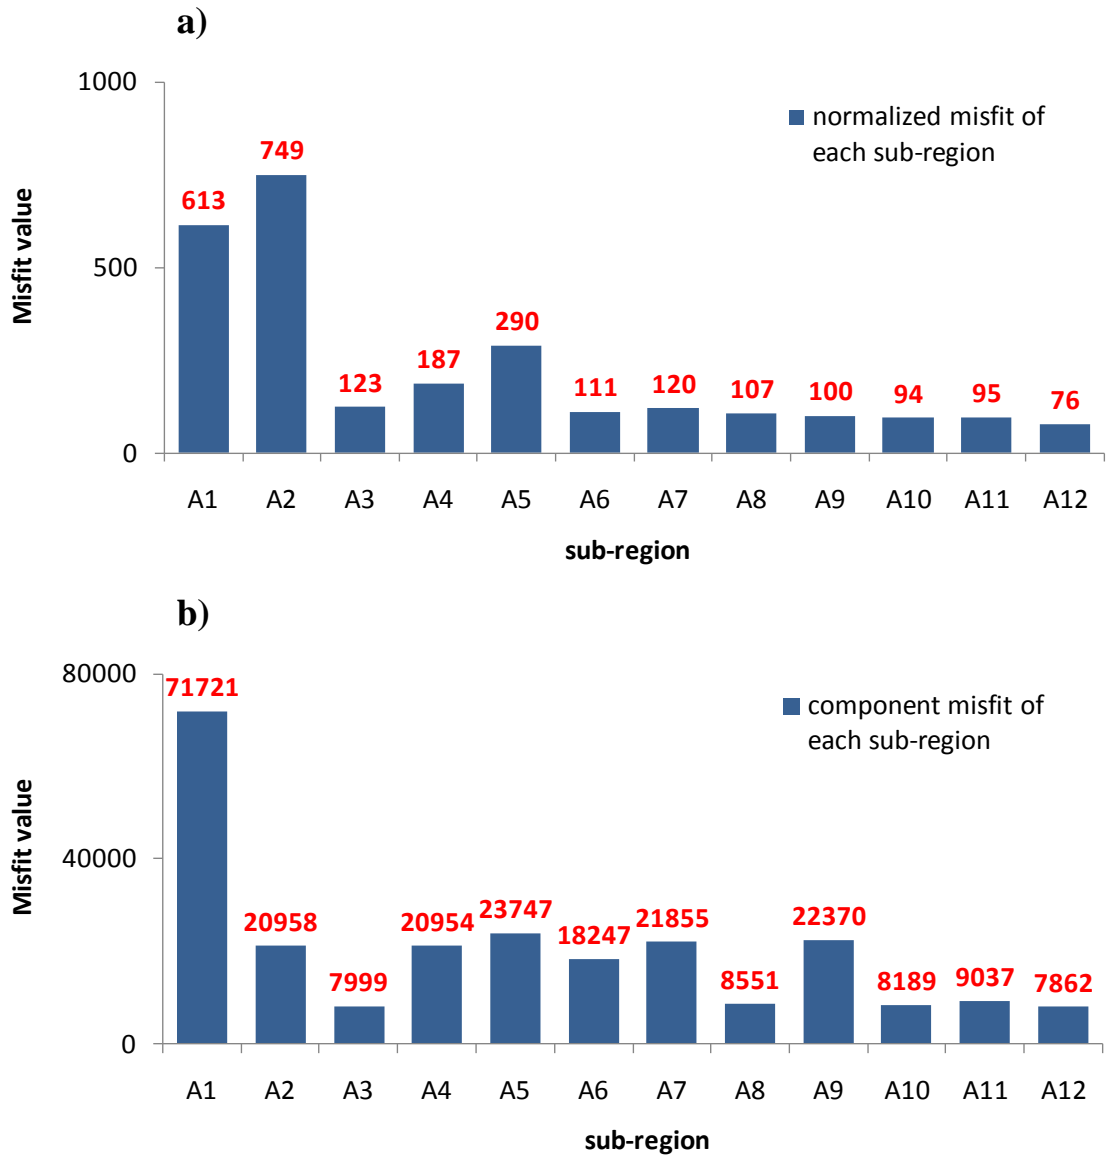 a)
1000
500
0
Misfit value
normalized misfit of
each sub-region
613
749
123
187
290
111
120
107
100
94
95
76
A1 A2 A3 A4 A5 A6 A7 A8 A9 A10 A11 A12
sub-region
b)
80000
40000
0
Misfit value
component misfit of
each sub-region
71721
20958
7999
20954
23747
18247
21855
8551
22370
8189
9037
7862
A1 A2 A3 A4 A5 A6 A7 A8 A9 A10 A11 A12
sub-region